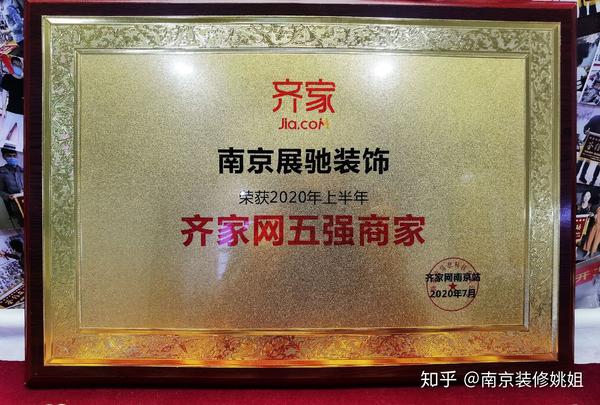 齐家
Jia.com
南京展驰装饰
荣获2020年上半年
齐家网五强商家
齐家网南京站
2020年7月
知乎 @南京装修姚姐